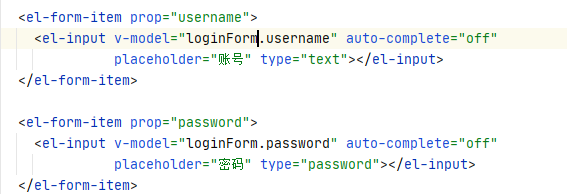 <el-form-item prop="username">
<el-input v-model="loginForm.username" auto-complete="off"
placeholder="账号" type="text"></el-input>
</el-form-item>
<el-form-item prop="password">
<el-input v-model="loginForm.password" auto-complete="off"
placeholder="密码" type="password"></el-input>
</el-form-item>